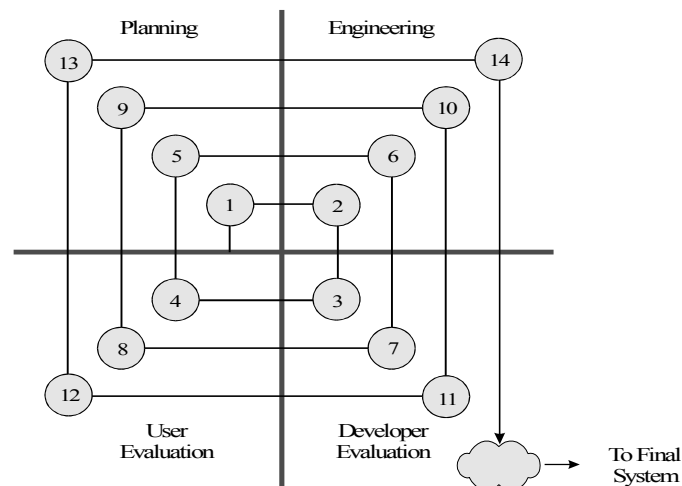 Planning
Engineering
13
14
9
10
5
6
1
2
4
3
8
7
12
11
User
Evaluation
Developer
Evaluation
To Final
System